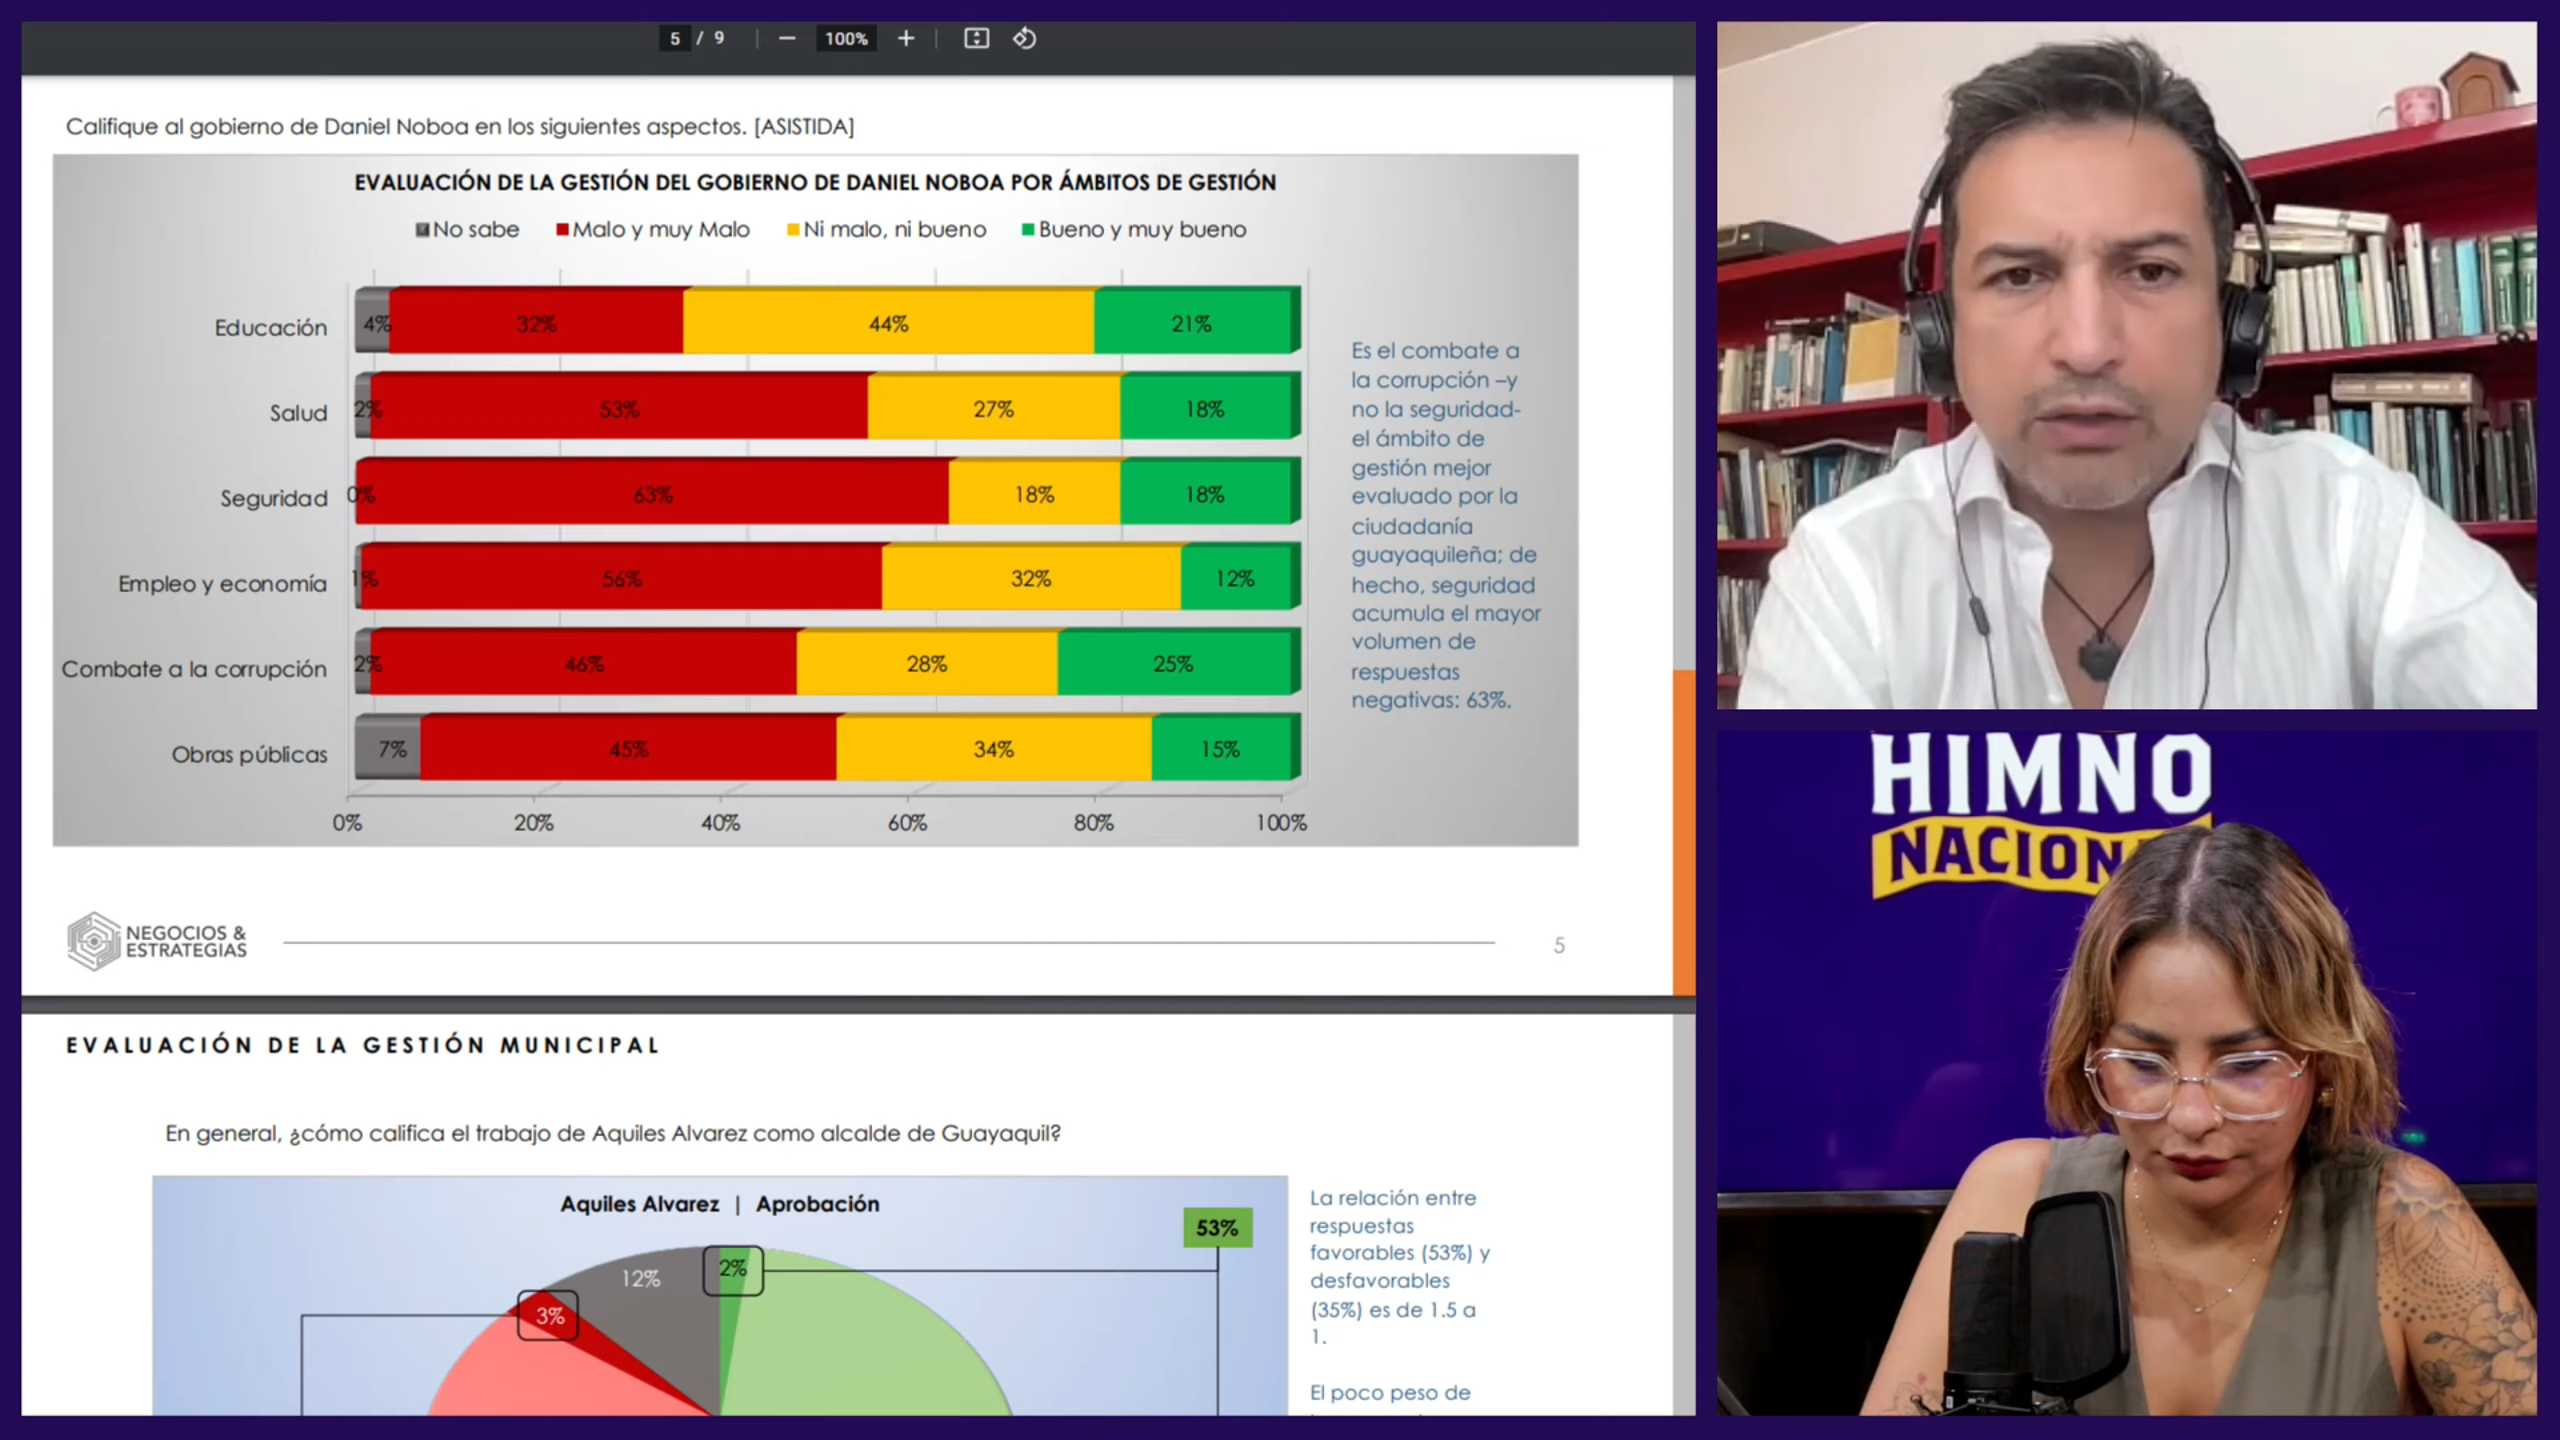 5 / 9 100%
Califique al gobierno de Daniel Noboa en los siguientes aspectos. [ASISTIDA]
EVALUACIÓN DE LA GESTIÓN DEL GOBIERNO DE DANIEL NOBOA POR ÁMBITOS DE GESTIÓN
No sabe Malo y muy Malo Ni malo, ni bueno Bueno y muy bueno
Educación 4% 32% 44% 21%
Salud 2% 53% 27% 18%
Seguridad 0% 63% 18% 18%
Empleo y economía 1% 56% 32% 12%
Combate a la corrupción 2% 46% 28% 25%
Obras públicas 7% 45% 34% 15%
0% 20% 40% 60% 80% 100%
Es el combate a
la corrupción –y
no la seguridad-
el ámbito de
gestión mejor
evaluado por la
ciudadanía
guayaquileña; de
hecho, seguridad
acumula el mayor
volumen de
respuestas
negativas: 63%.
NEGOCIOS &
ESTRATEGIAS
5
EVALUACIÓN DE LA GESTIÓN MUNICIPAL
En general, ¿cómo califica el trabajo de Aquiles Alvarez como alcalde de Guayaquil?
Aquiles Alvarez | Aprobación
53%
2%
12%
3%
La relación entre
respuestas
favorables (53%) y
desfavorables
(35%) es de 1.5 a
1.
El poco peso de
HIMNO
NACION